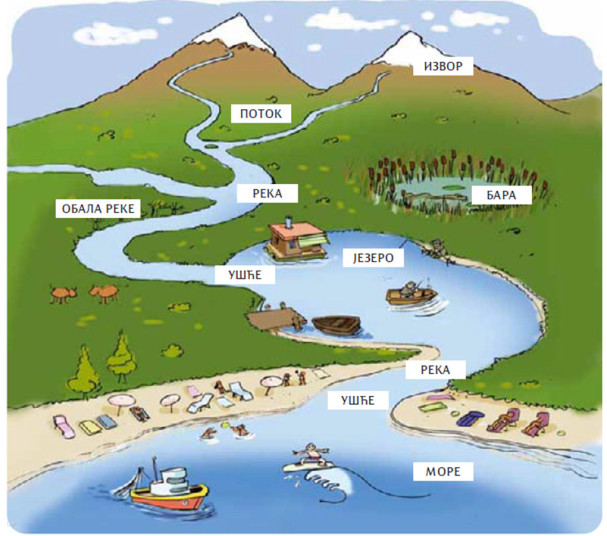 ИЗВОР
ПОТОК
РЕКА
БАРА
ОБАЛА РЕКЕ
ЈЕЗЕРО
УШЋЕ
РЕКА
УШЋЕ
МОРЕ